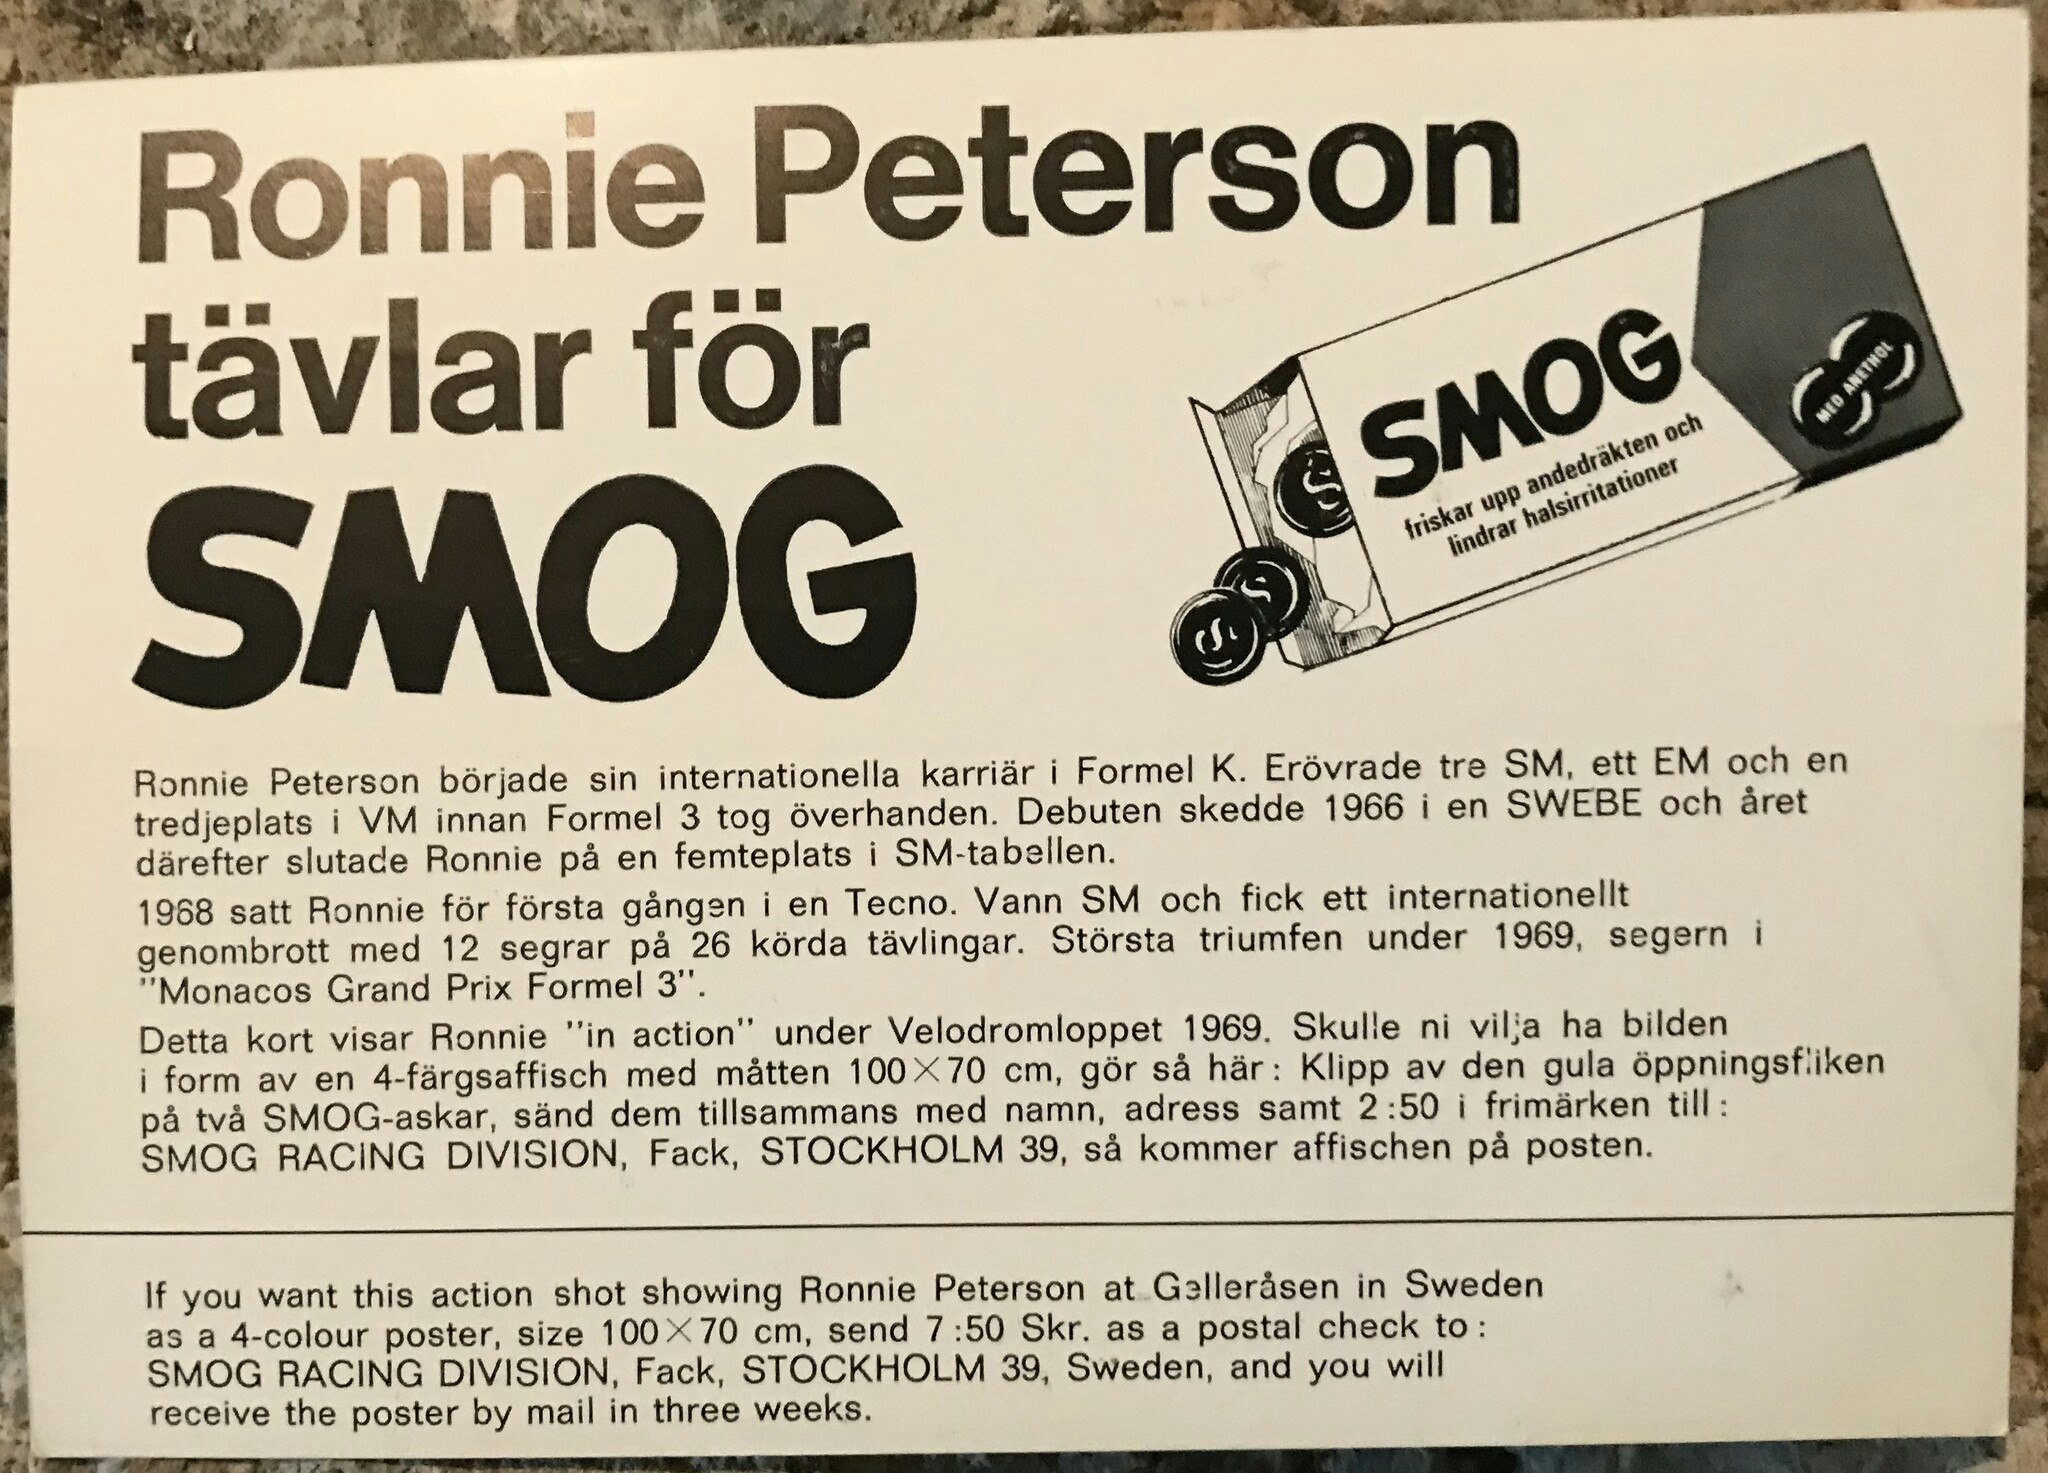 Ronnie Peterson
tävlar för
SMOG
SMOG
friskar upp andedräkten och
lindrar halsirritationer
MED ANETHOL
Ronnie Peterson började sin internationella karriär i Formel K. Erövrade tre SM, ett EM och en
tredjeplats i VM innan Formel 3 tog överhanden. Debuten skedde 1966 i en SWEBE och året
därefter slutade Ronnie på en femteplats i SM-tabellen.
1968 satt Ronnie för första gången i en Tecno. Vann SM och fick ett internationellt
genombrott med 12 segrar på 26 körda tävlingar. Största triumfen under 1969, segern i
"Monacos Grand Prix Formel 3".
Detta kort visar Ronnie "in action" under Velodromloppet 1969. Skulle ni vilja ha bilden
i form av en 4-färgsaffisch med måtten 100×70 cm, gör så här: Klipp av den gula öppningsfliken
på två SMOG-askar, sänd dem tillsammans med namn, adress samt 2:50 i frimärken till:
SMOG RACING DIVISION, Fack, STOCKHOLM 39, så kommer affischen på posten.
If you want this action shot showing Ronnie Peterson at Gelleråsen in Sweden
as a 4-colour poster, size 100×70 cm, send 7:50 Skr. as a postal check to:
SMOG RACING DIVISION, Fack, STOCKHOLM 39, Sweden, and you will
receive the poster by mail in three weeks.